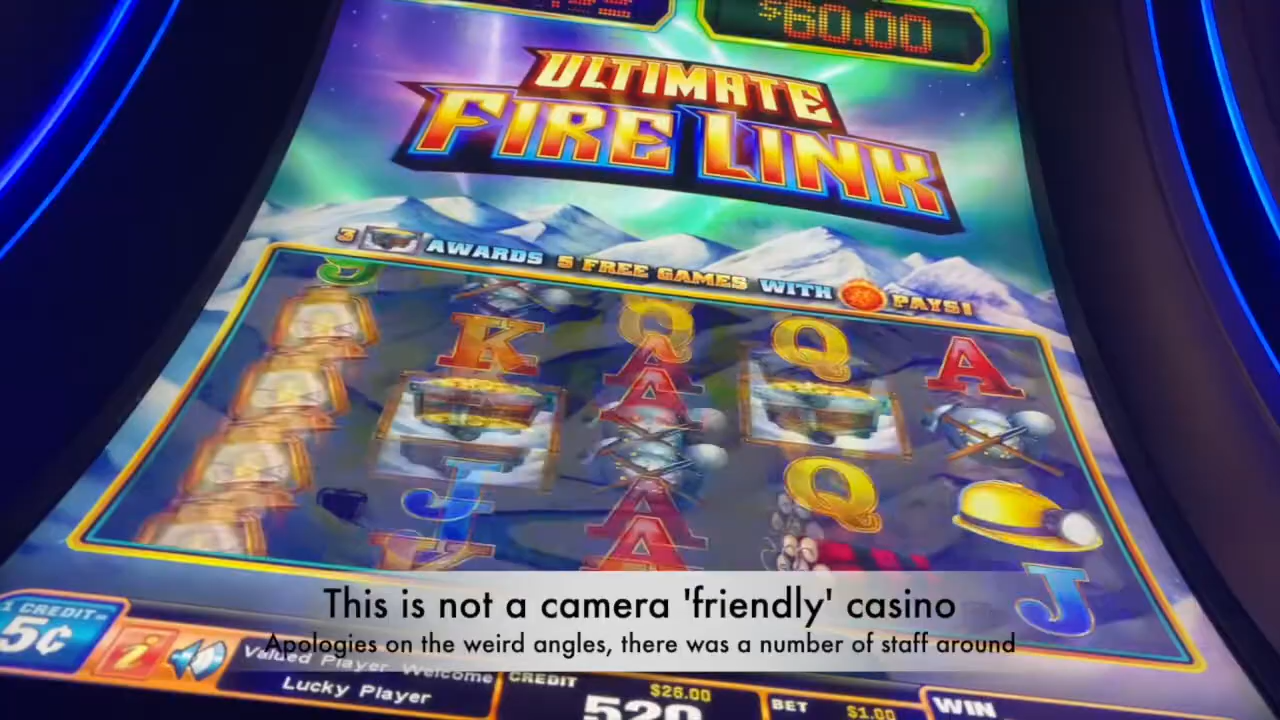 $60.00
ULTIMATE
FIRE LINK
3 AWARDS 5 FREE GAMES WITH PAYS!
K Q Q A
A
J Q
A J
This is not a camera 'friendly' casino
Apologies on the weird angles, there was a number of staff around
1 CREDIT=
5¢
i
Valued Player Welcome
Lucky Player
CREDIT $26.00
520
BET $1.00
WIN